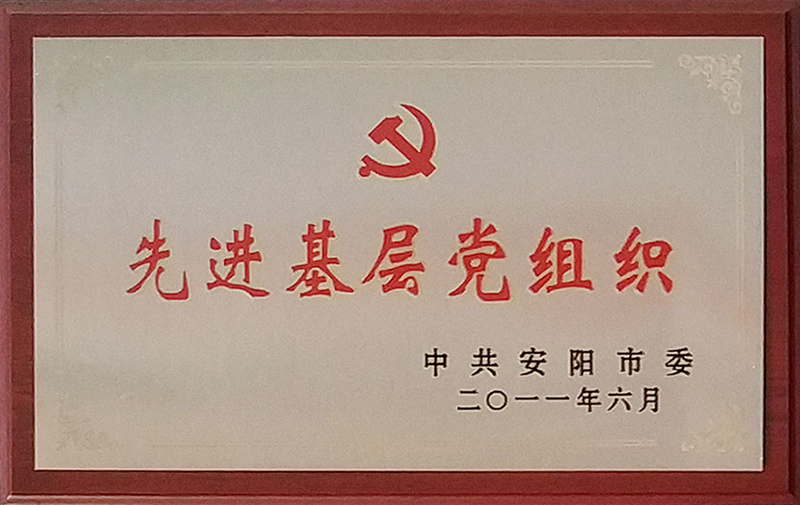 先进基层党组织
中共安阳市委
二〇一一年六月